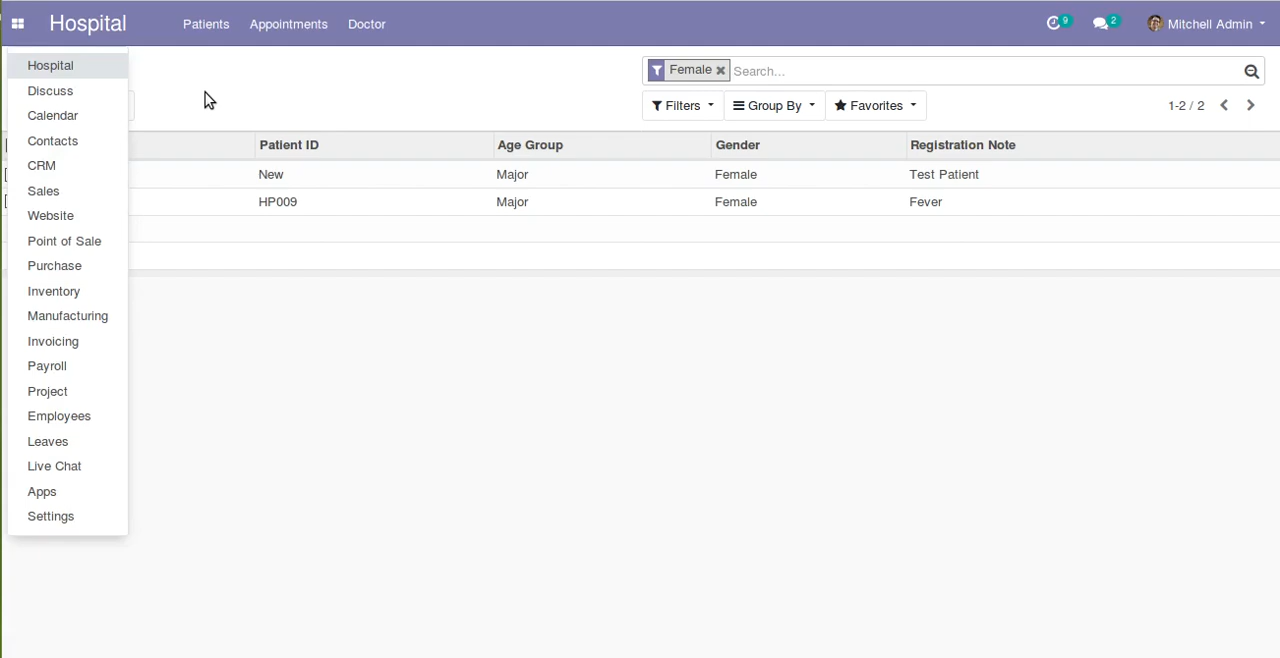 Hospital Patients Appointments Doctor 9 2 Mitchell Admin
Hospital
Discuss
Calendar
Contacts
CRM
Sales
Website
Point of Sale
Purchase
Inventory
Manufacturing
Invoicing
Payroll
Project
Employees
Leaves
Live Chat
Apps
Settings
Female Search...
Filters Group By Favorites 1-2 / 2
Patient ID Age Group Gender Registration Note
New Major Female Test Patient
HP009 Major Female Fever